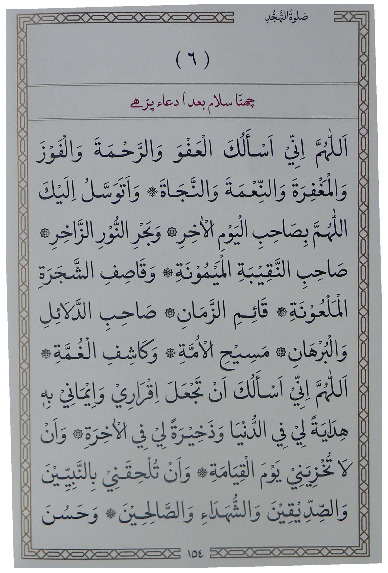 صلوة التهجد
(٦)
چھٹا سلام بعد آ دعاء پڑھے
اَللّٰهُمَّ اِنِّيْ اَسْأَلُكَ الْعَفْوَ وَالرَّحْمَةَ وَالْفَوْزَ
وَالْمَغْفِرَةَ وَالنِّعْمَةَ وَالنَّجَاةَ ۞ وَاَتَوَسَّلُ اِلَيْكَ
اللّٰهُمَّ بِصَاحِبِ الْيَوْمِ الْاٰخِرِ ۞ وَبَحْرِ النُّوْرِ الزَّاخِرِ ۞
صَاحِبِ النَّقِيْبَةِ الْمَيْمُوْنَةِ ۞ وَقَاصِفِ الشَّجَرَةِ
الْمَلْعُوْنَةِ ۞ قَائِمِ الزَّمَانِ ۞ صَاحِبِ الدَّلَائِلِ
وَالْبُرْهَانِ ۞ مَسِيْحِ الْاُمَّةِ ۞ وَكَاشِفِ الْغُمَّةِ ۞
اَللّٰهُمَّ اِنِّيْ اَسْأَلُكَ اَنْ تَجْعَلَ اِقْرَارِيْ وَاِيْمَانِيْ بِهٖ
هِدَايَةً لِيْ فِي الدُّنْيَا وَذَخِيْرَةً لِيْ فِي الْاٰخِرَةِ ۞ وَاَنْ
لَا تُخْزِيَنِيْ يَوْمَ الْقِيَامَةِ ۞ وَاَنْ تُلْحِقَنِيْ بِالنَّبِيِّيْنَ
وَالصِّدِّيْقِيْنَ وَالشُّهَدَاءِ وَالصَّالِحِيْنَ ۞ وَحَسُنَ
١٥٤